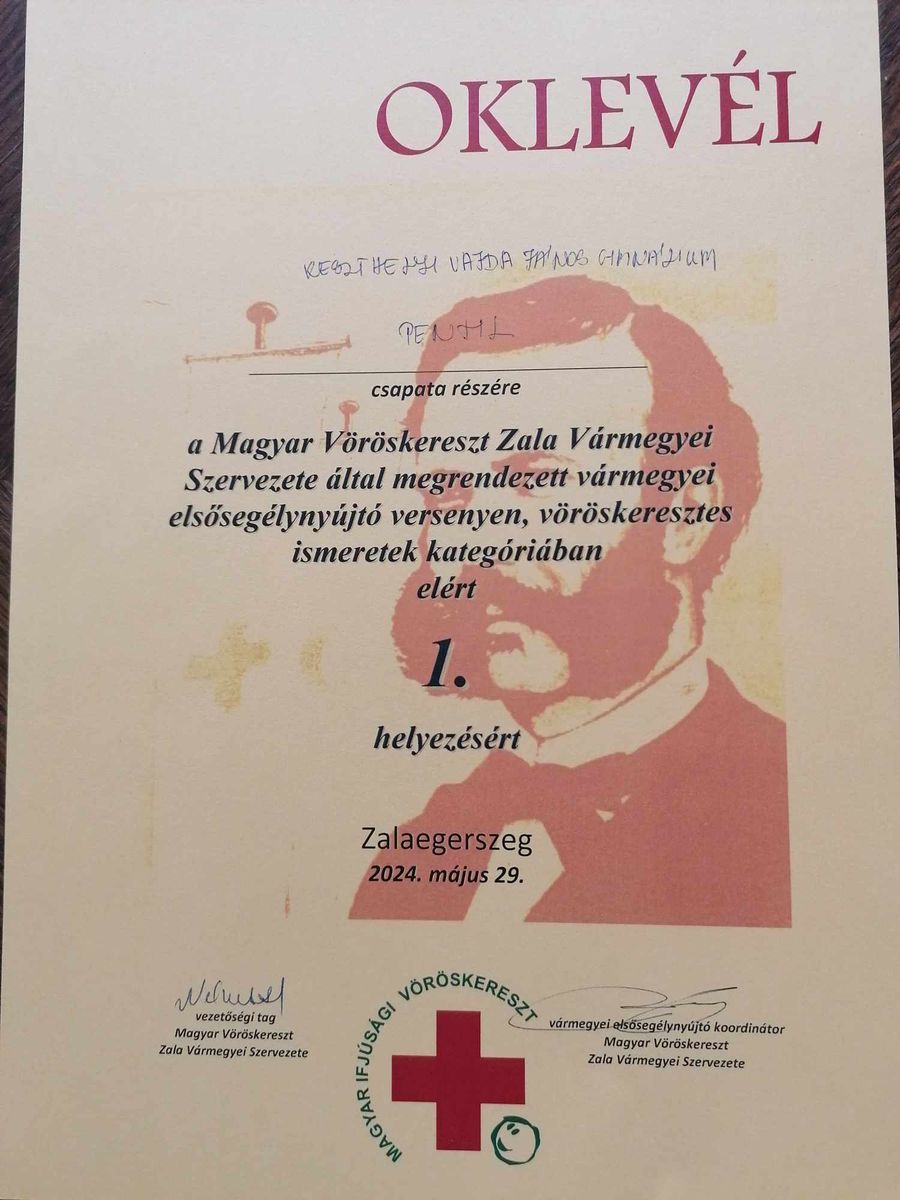 OKLEVÉL
KESZTHELYI VAJDA JÁNOS GIMNÁZIUM
csapata részére
a Magyar Vöröskereszt Zala Vármegyei
Szervezete által megrendezett vármegyei
elsősegélynyújtó versenyen, vöröskeresztes
ismeretek kategóriában
elért
1.
helyezésért
Zalaegerszeg
2024. május 29.
vezetőségi tag
Magyar Vöröskereszt
Zala Vármegyei Szervezete
MAGYAR IFJÚSÁGI VÖRÖSKERESZT
vármegyei elsősegélynyújtó koordinátor
Magyar Vöröskereszt
Zala Vármegyei Szervezete